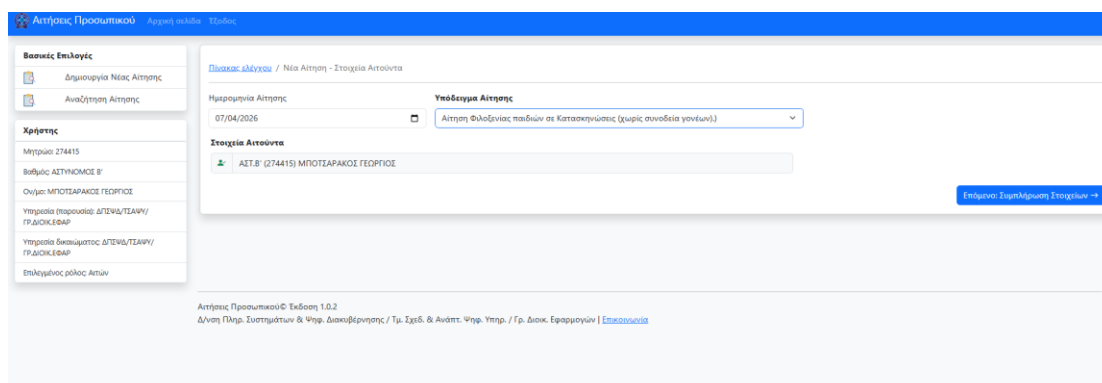 Αιτήσεις Προσωπικού Αρχική σελίδα Έξοδος
Βασικές Επιλογές
Δημιουργία Νέας Αίτησης
Αναζήτηση Αίτησης
Χρήστης
Μητρώο: 274415
Βαθμός: ΑΣΤΥΝΟΜΟΣ Β'
Ον/μο: ΜΠΟΤΣΑΡΑΚΟΣ ΓΕΩΡΓΙΟΣ
Υπηρεσία (παρουσία): ΔΠΣΨΔ/ΤΣΑΨΥ/
ΓΡ.ΔΙΟΙΚ.ΕΦΑΡ
Υπηρεσία δικαιώματος: ΔΠΣΨΔ/ΤΣΑΨΥ/
ΓΡ.ΔΙΟΙΚ.ΕΦΑΡ
Επιλεγμένος ρόλος: Αιτών
Πίνακας ελέγχου / Νέα Αίτηση - Στοιχεία Αιτούντα
Ημερομηνία Αίτησης
07/04/2026
Υπόδειγμα Αίτησης
Αίτηση Φιλοξενίας παιδιών σε Κατασκηνώσεις (χωρίς συνοδεία γονέων).)
Στοιχεία Αιτούντα
ΑΣΤ.Β' (274415) ΜΠΟΤΣΑΡΑΚΟΣ ΓΕΩΡΓΙΟΣ
Επόμενο: Συμπλήρωση Στοιχείων →
Αιτήσεις Προσωπικού© Έκδοση 1.0.2
Δ/νση Πληρ. Συστημάτων & Ψηφ. Διακυβέρνησης / Τμ. Σχεδ. & Ανάπτ. Ψηφ. Υπηρ. / Γρ. Διοικ. Εφαρμογών | Επικοινωνία